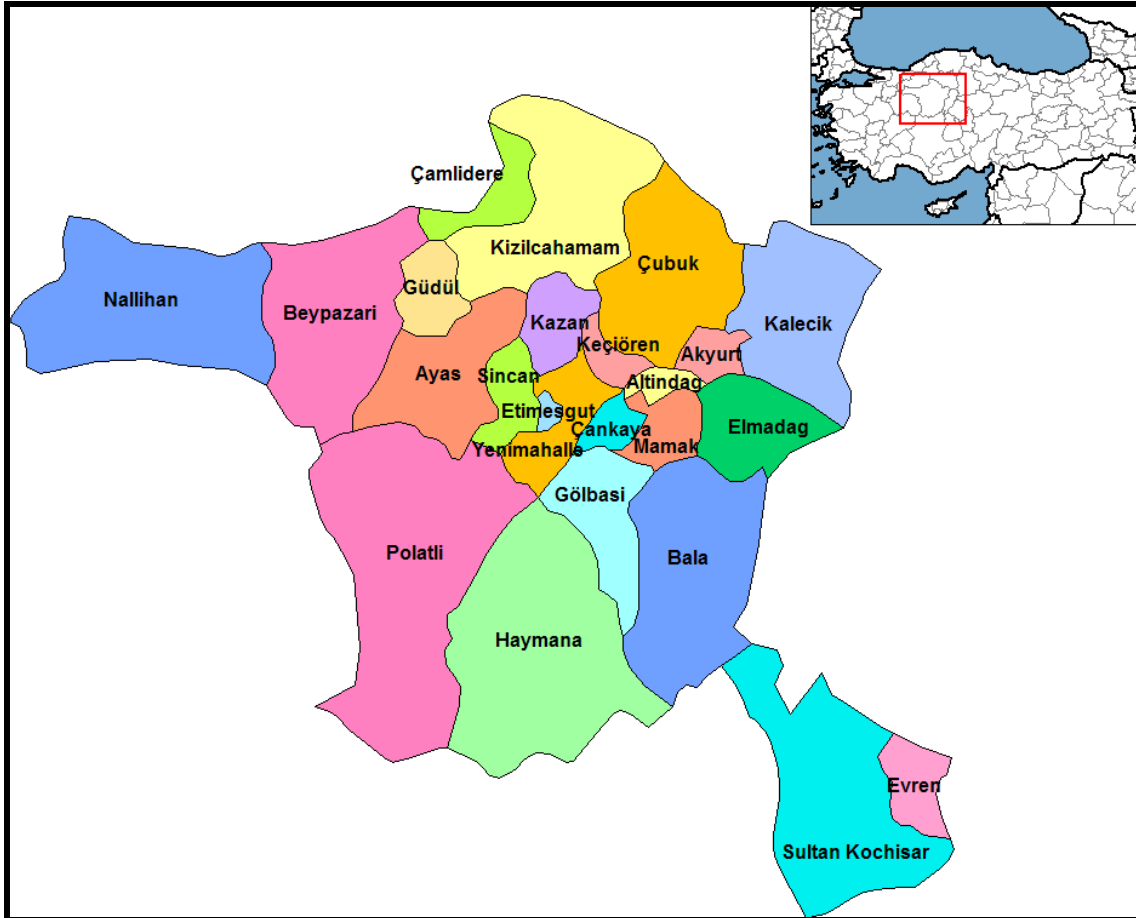 Çamlidere
Kizilcahamam
Çubuk
Nallihan
Güdül
Beypazari
Kazan
Kalecik
Keçiören
Akyurt
Ayas
Sincan
Altindag
Etimesgut
Çankaya
Elmadag
Yenimahalle
Mamak
Gölbasi
Polatli
Bala
Haymana
Evren
Sultan Kochisar